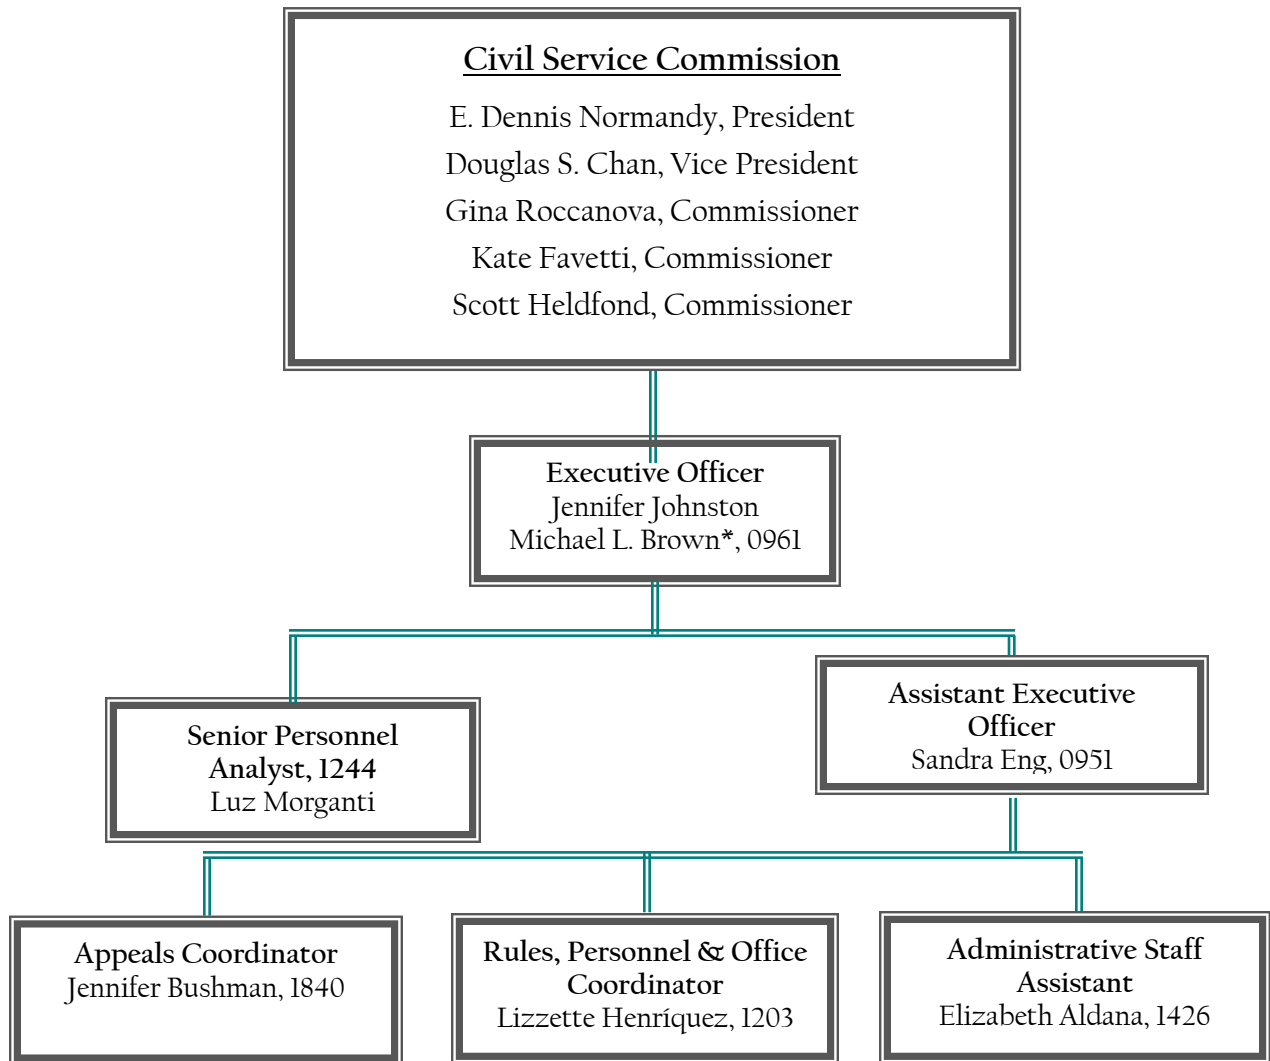 Civil Service Commission
E. Dennis Normandy, President
Douglas S. Chan, Vice President
Gina Roccanova, Commissioner
Kate Favetti, Commissioner
Scott Heldfond, Commissioner
Executive Officer
Jennifer Johnston
Michael L. Brown*, 0961
Senior Personnel
Analyst, 1244
Luz Morganti
Assistant Executive
Officer
Sandra Eng, 0951
Appeals Coordinator
Jennifer Bushman, 1840
Rules, Personnel & Office
Coordinator
Lizzette Henríquez, 1203
Administrative Staff
Assistant
Elizabeth Aldana, 1426